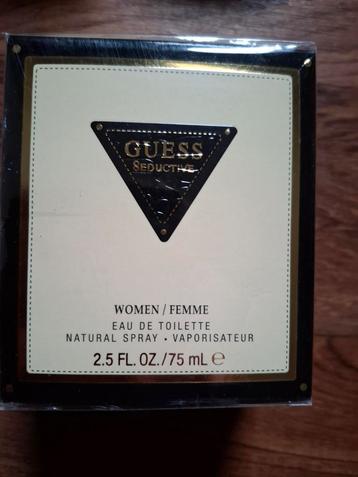 GUESS
SEDUCTIVE
WOMEN / FEMME
EAU DE TOILETTE
NATURAL SPRAY • VAPORISATEUR
2.5 FL. OZ./75 mL ℮